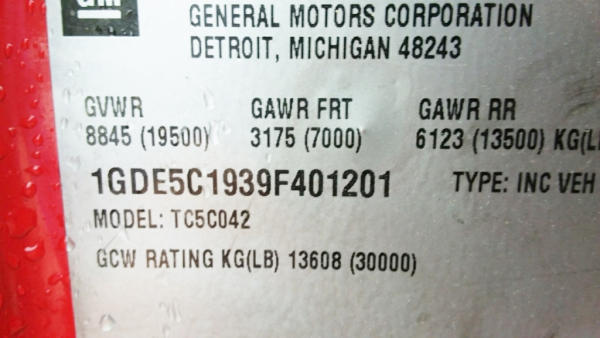 GM
GENERAL MOTORS CORPORATION
DETROIT, MICHIGAN 48243
GVWR GAWR FRT GAWR RR
8845 (19500) 3175 (7000) 6123 (13500) KG(L
1GDE5C1939F401201 TYPE: INC VEH
MODEL: TC5C042
GCW RATING KG(LB) 13608 (30000)